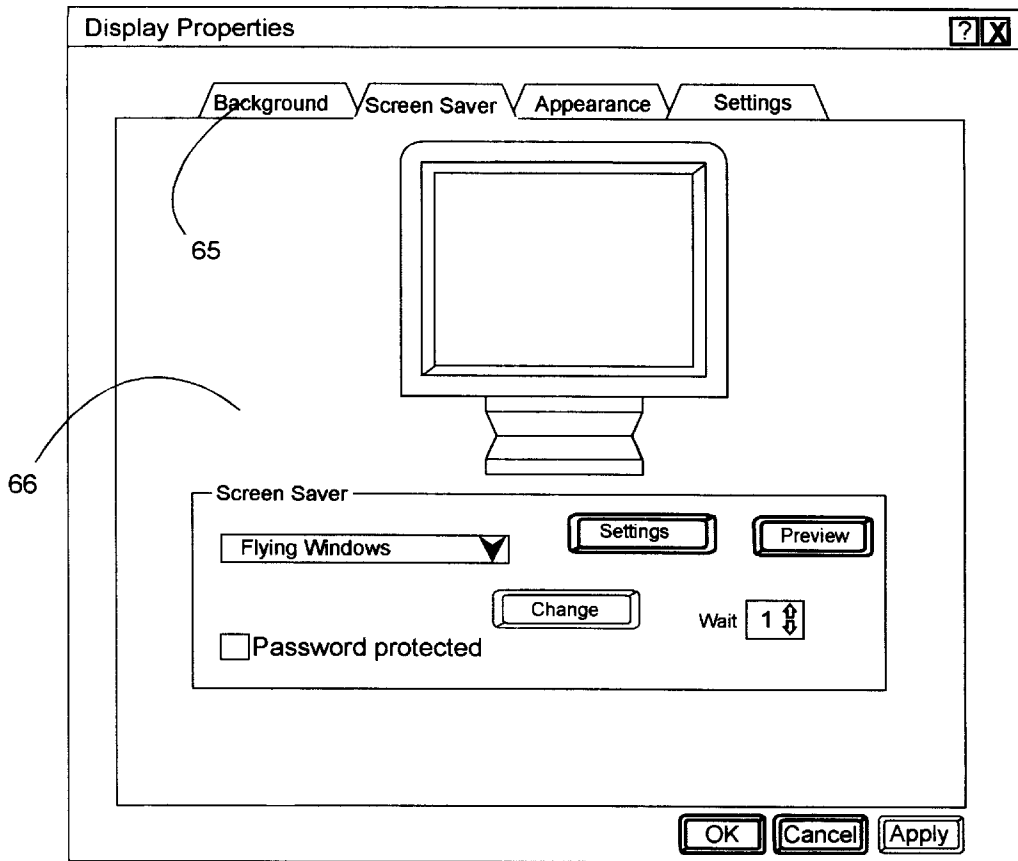 Display Properties ? X
Background Screen Saver Appearance Settings
65
66
Screen Saver
Flying Windows Settings Preview
Change Wait 1
Password protected
OK Cancel Apply